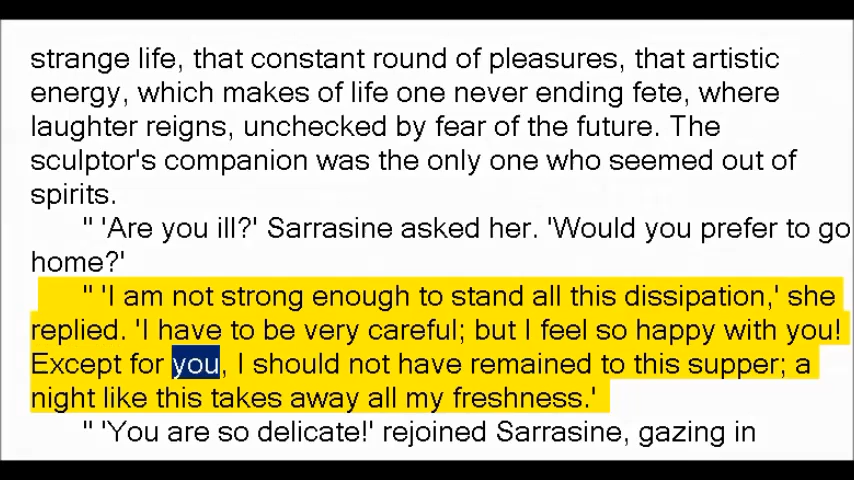 strange life, that constant round of pleasures, that artistic
energy, which makes of life one never ending fete, where
laughter reigns, unchecked by fear of the future. The
sculptor's companion was the only one who seemed out of
spirits.
" 'Are you ill?' Sarrasine asked her. 'Would you prefer to go
home?'
" 'I am not strong enough to stand all this dissipation,' she
replied. 'I have to be very careful; but I feel so happy with you!
Except for you, I should not have remained to this supper; a
night like this takes away all my freshness.'
" 'You are so delicate!' rejoined Sarrasine, gazing in